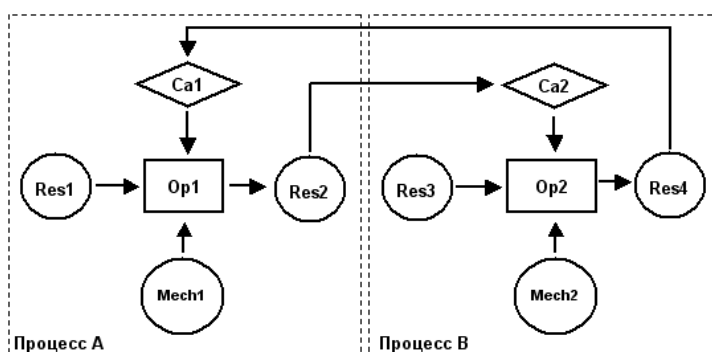 Ca1
Ca2
Res1
Op1
Res2
Res3
Op2
Res4
Mech1
Mech2
Процесс A
Процесс B